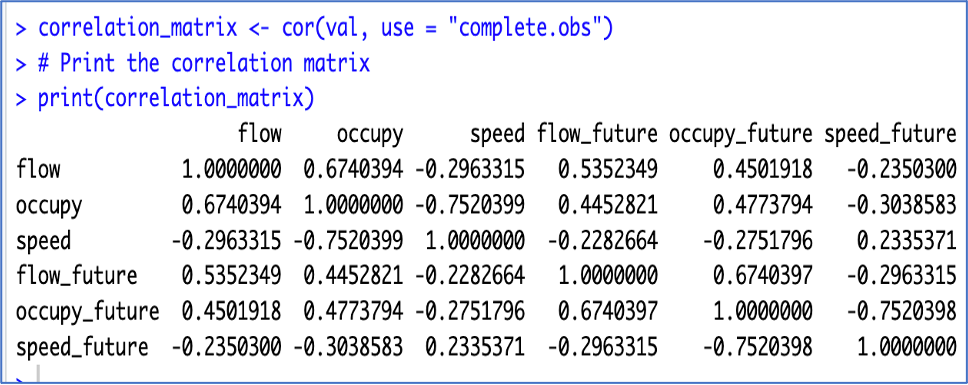 > correlation_matrix <- cor(val, use = "complete.obs")
> # Print the correlation matrix
> print(correlation_matrix)
flow occupy speed flow_future occupy_future speed_future
flow 1.0000000 0.6740394 -0.2963315 0.5352349 0.4501918 -0.2350300
occupy 0.6740394 1.0000000 -0.7520399 0.4452821 0.4773794 -0.3038583
speed -0.2963315 -0.7520399 1.0000000 -0.2282664 -0.2751796 0.2335371
flow_future 0.5352349 0.4452821 -0.2282664 1.0000000 0.6740397 -0.2963315
occupy_future 0.4501918 0.4773794 -0.2751796 0.6740397 1.0000000 -0.7520398
speed_future -0.2350300 -0.3038583 0.2335371 -0.2963315 -0.7520398 1.0000000
>